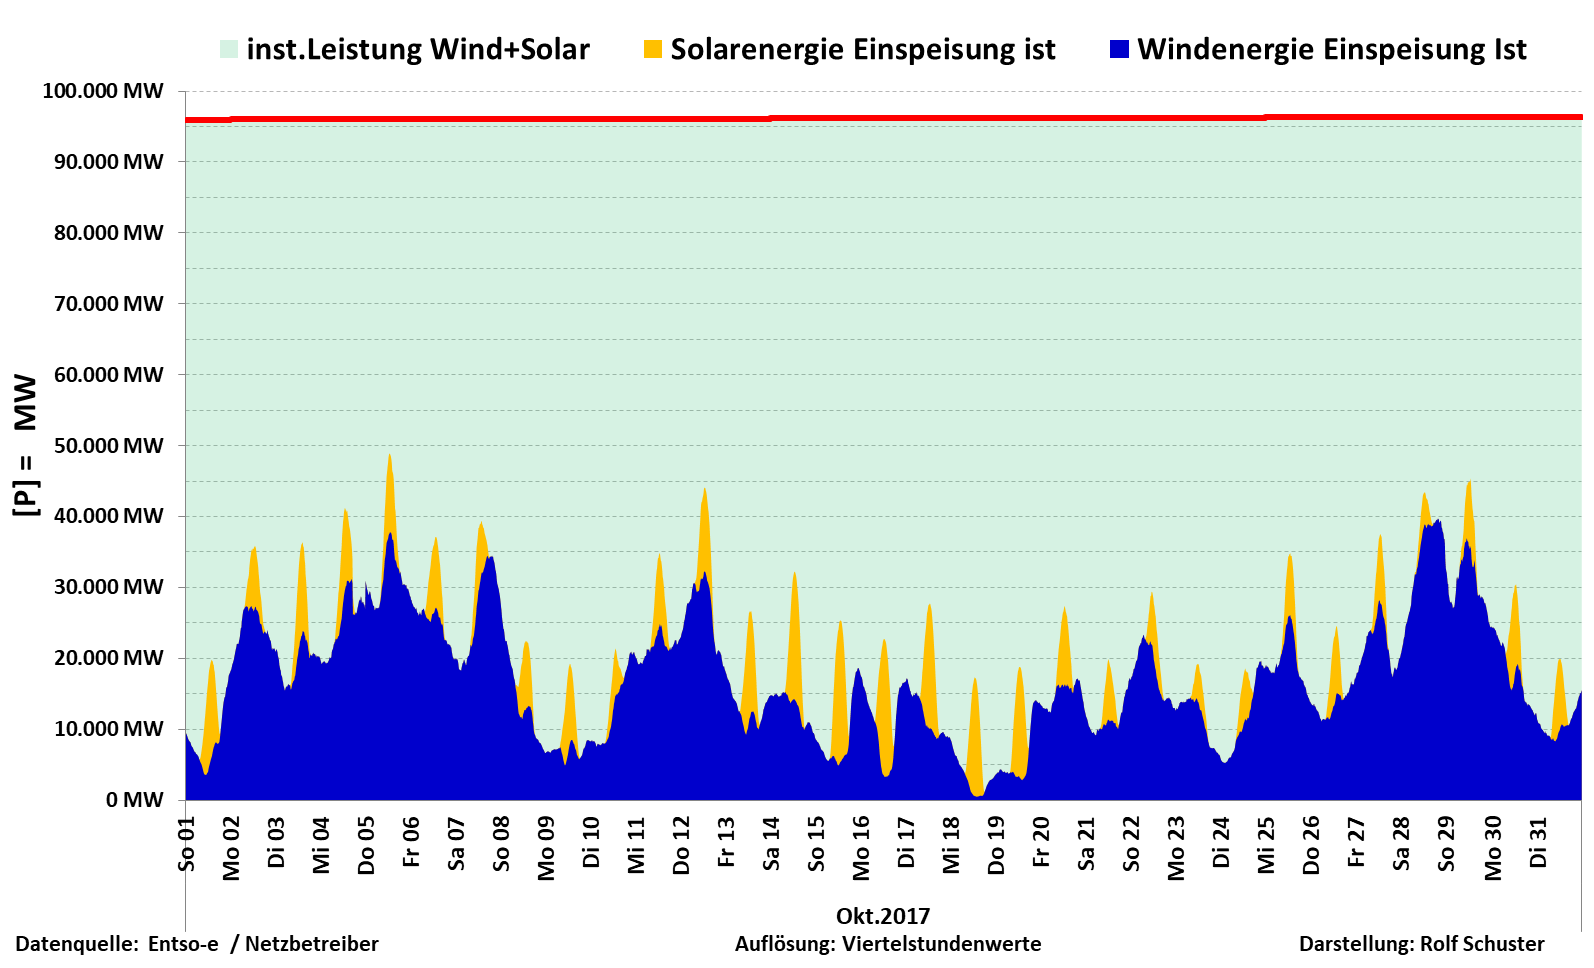 inst.Leistung Wind+Solar Solarenergie Einspeisung ist Windenergie Einspeisung Ist
100.000 MW
90.000 MW
80.000 MW
70.000 MW
60.000 MW
50.000 MW
40.000 MW
30.000 MW
20.000 MW
10.000 MW
0 MW
[P] = MW
So 01
Mo 02
Di 03
Mi 04
Do 05
Fr 06
Sa 07
So 08
Mo 09
Di 10
Mi 11
Do 12
Fr 13
Sa 14
So 15
Mo 16
Di 17
Mi 18
Do 19
Fr 20
Sa 21
So 22
Mo 23
Di 24
Mi 25
Do 26
Fr 27
Sa 28
So 29
Mo 30
Di 31
Okt.2017
Datenquelle: Entso-e / Netzbetreiber Auflösung: Viertelstundenwerte Darstellung: Rolf Schuster